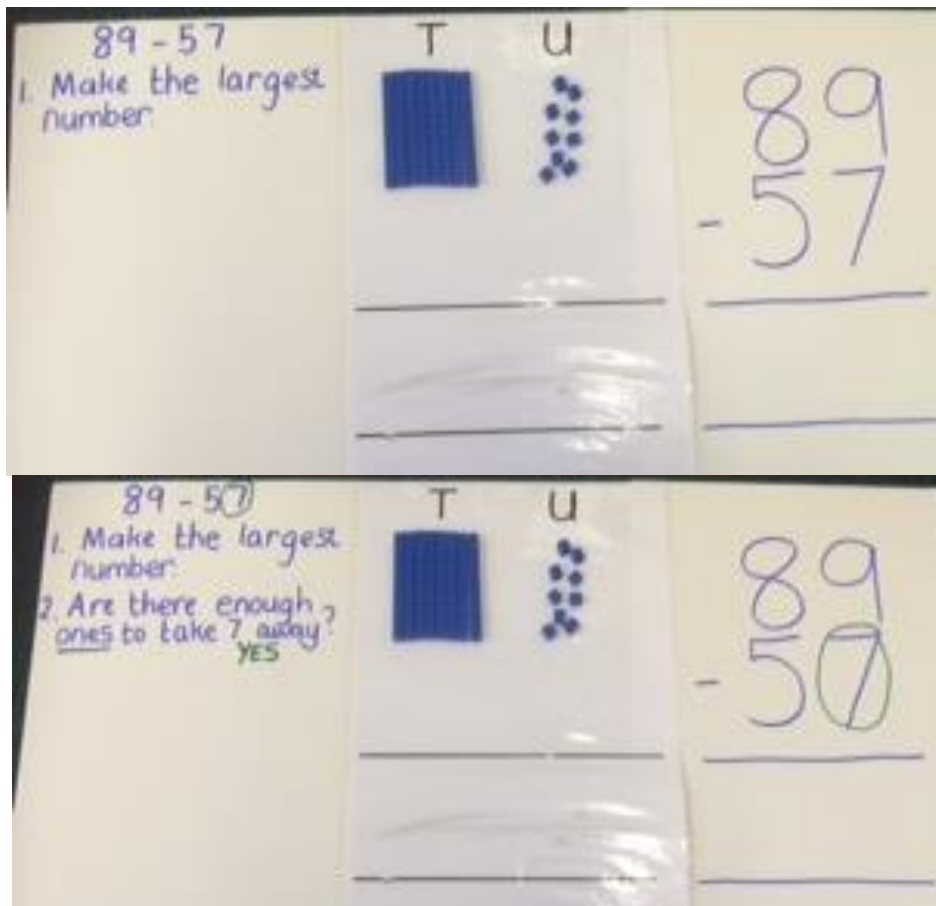 89 - 57
1. Make the largest
number.
T U
89
- 57
89 - 57
1. Make the largest
number.
2. Are there enough
ones to take 7 away?
YES
T U
89
- 57